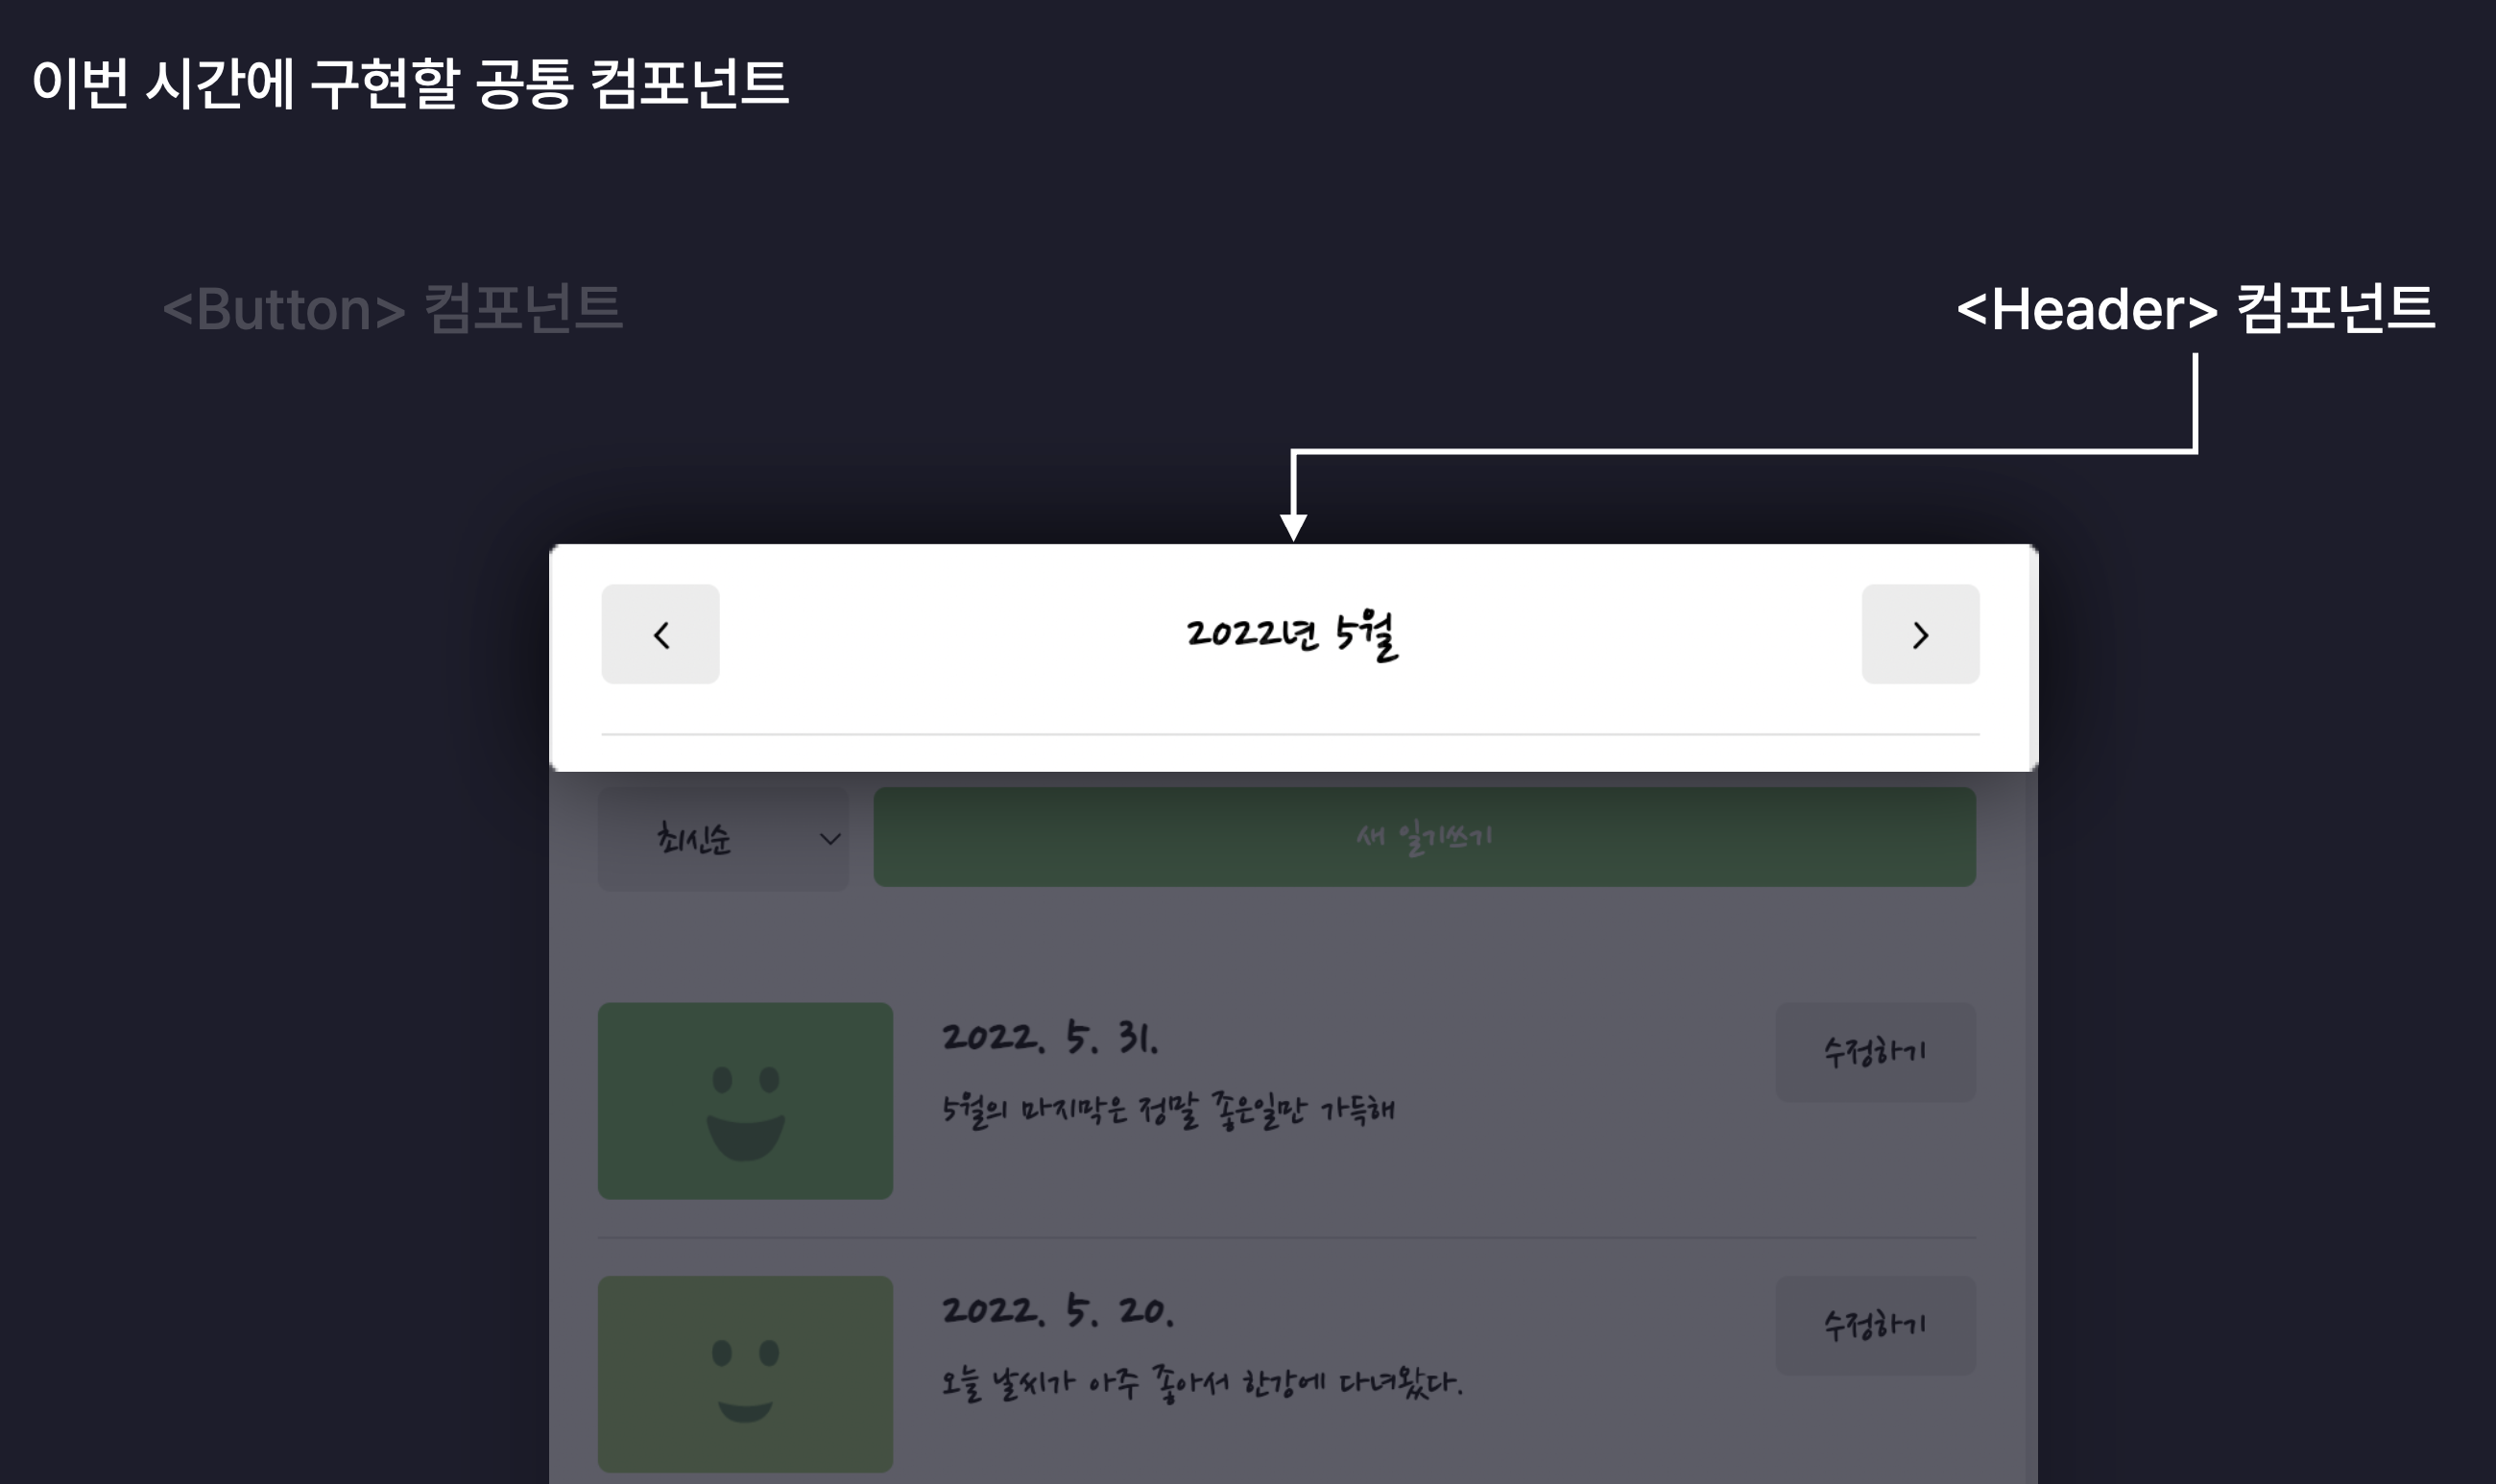 이번 시간에 구현할 공통 컴포넌트
<Button> 컴포넌트
<Header> 컴포넌트
2022년 5월
최신순
새 일기쓰기
2022. 5. 31.
수정하기
5월의 마지막은 정말 좋은일만 가득해
2022. 5. 20.
수정하기
오늘 날씨가 아주 좋아서 한강에 다녀왔다.